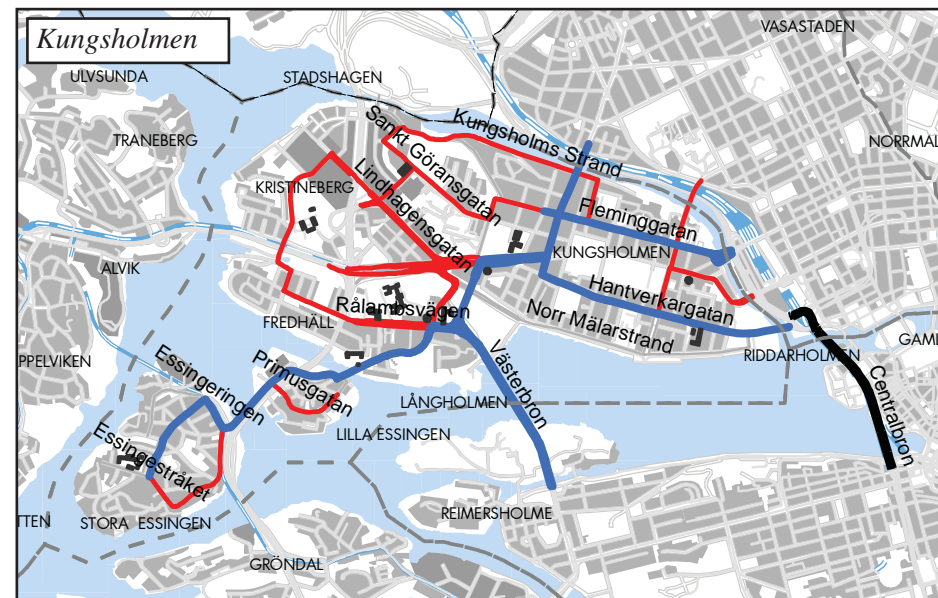 Kungsholmen
VASASTADEN
ULVSUNDA
STADSHAGEN
TRANEBERG
Sankt Göransgatan
Kungsholms Strand
NORRMAL
KRISTINEBERG
Lindhagensgatan
Fleminggatan
KUNGSHOLMEN
ALVIK
Hantverkargatan
Rålambsvägen
Norr Mälarstrand
FREDHÄLL
GAML
RIDDARHOLMEN
PPELVIKEN
Essingeringen
Primusgatan
Västerbron
Centralbron
LÅNGHOLMEN
Essingestråket
LILLA ESSINGEN
REIMERSHOLME
TTEN
STORA ESSINGEN
GRÖNDAL